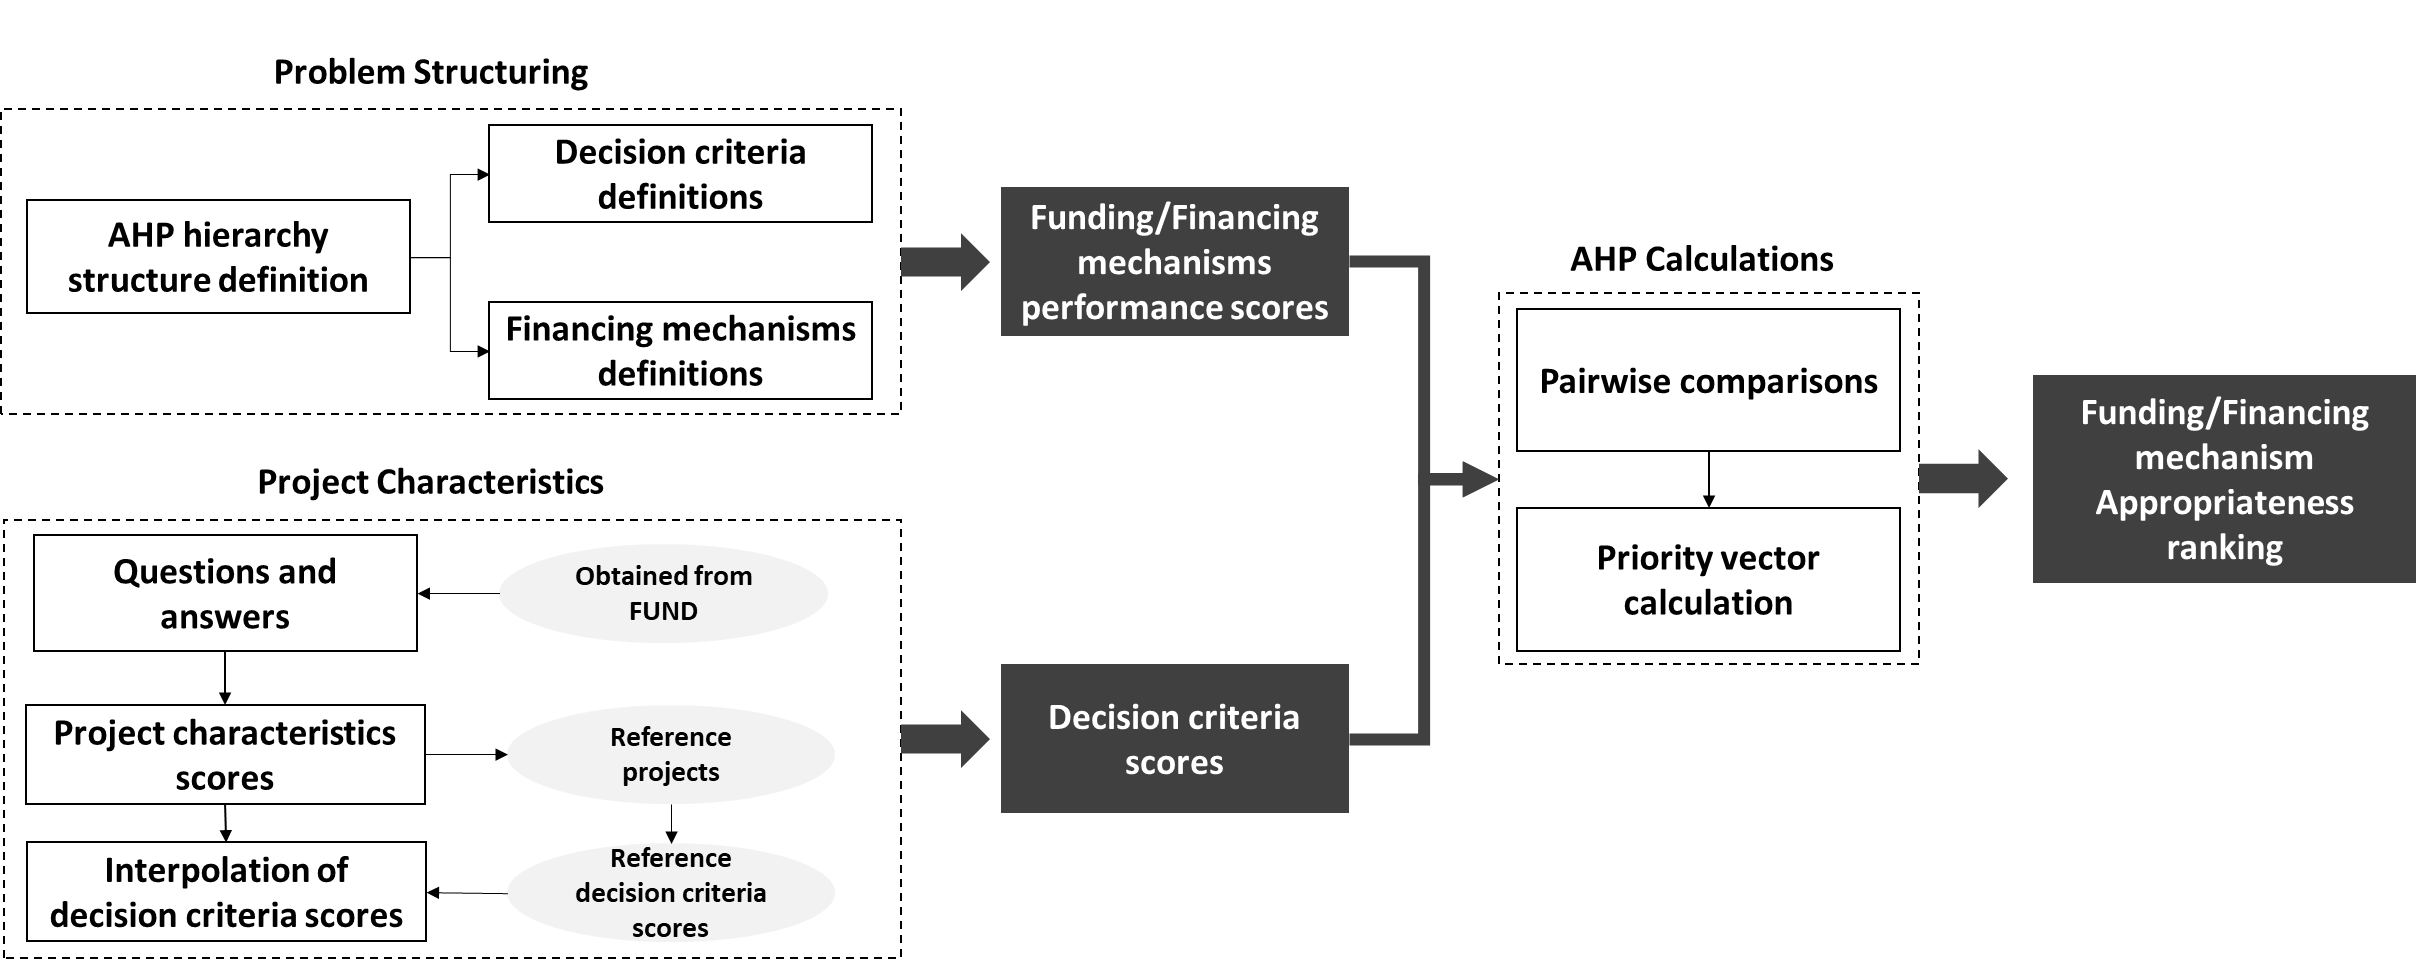 Problem Structuring
AHP hierarchy
structure definition
Decision criteria
definitions
Financing mechanisms
definitions
Funding/Financing
mechanisms
performance scores
Project Characteristics
Questions and
answers
Obtained from
FUND
Project characteristics
scores
Reference
projects
Interpolation of
decision criteria scores
Reference
decision criteria
scores
Decision criteria
scores
AHP Calculations
Pairwise comparisons
Priority vector
calculation
Funding/Financing
mechanism
Appropriateness
ranking